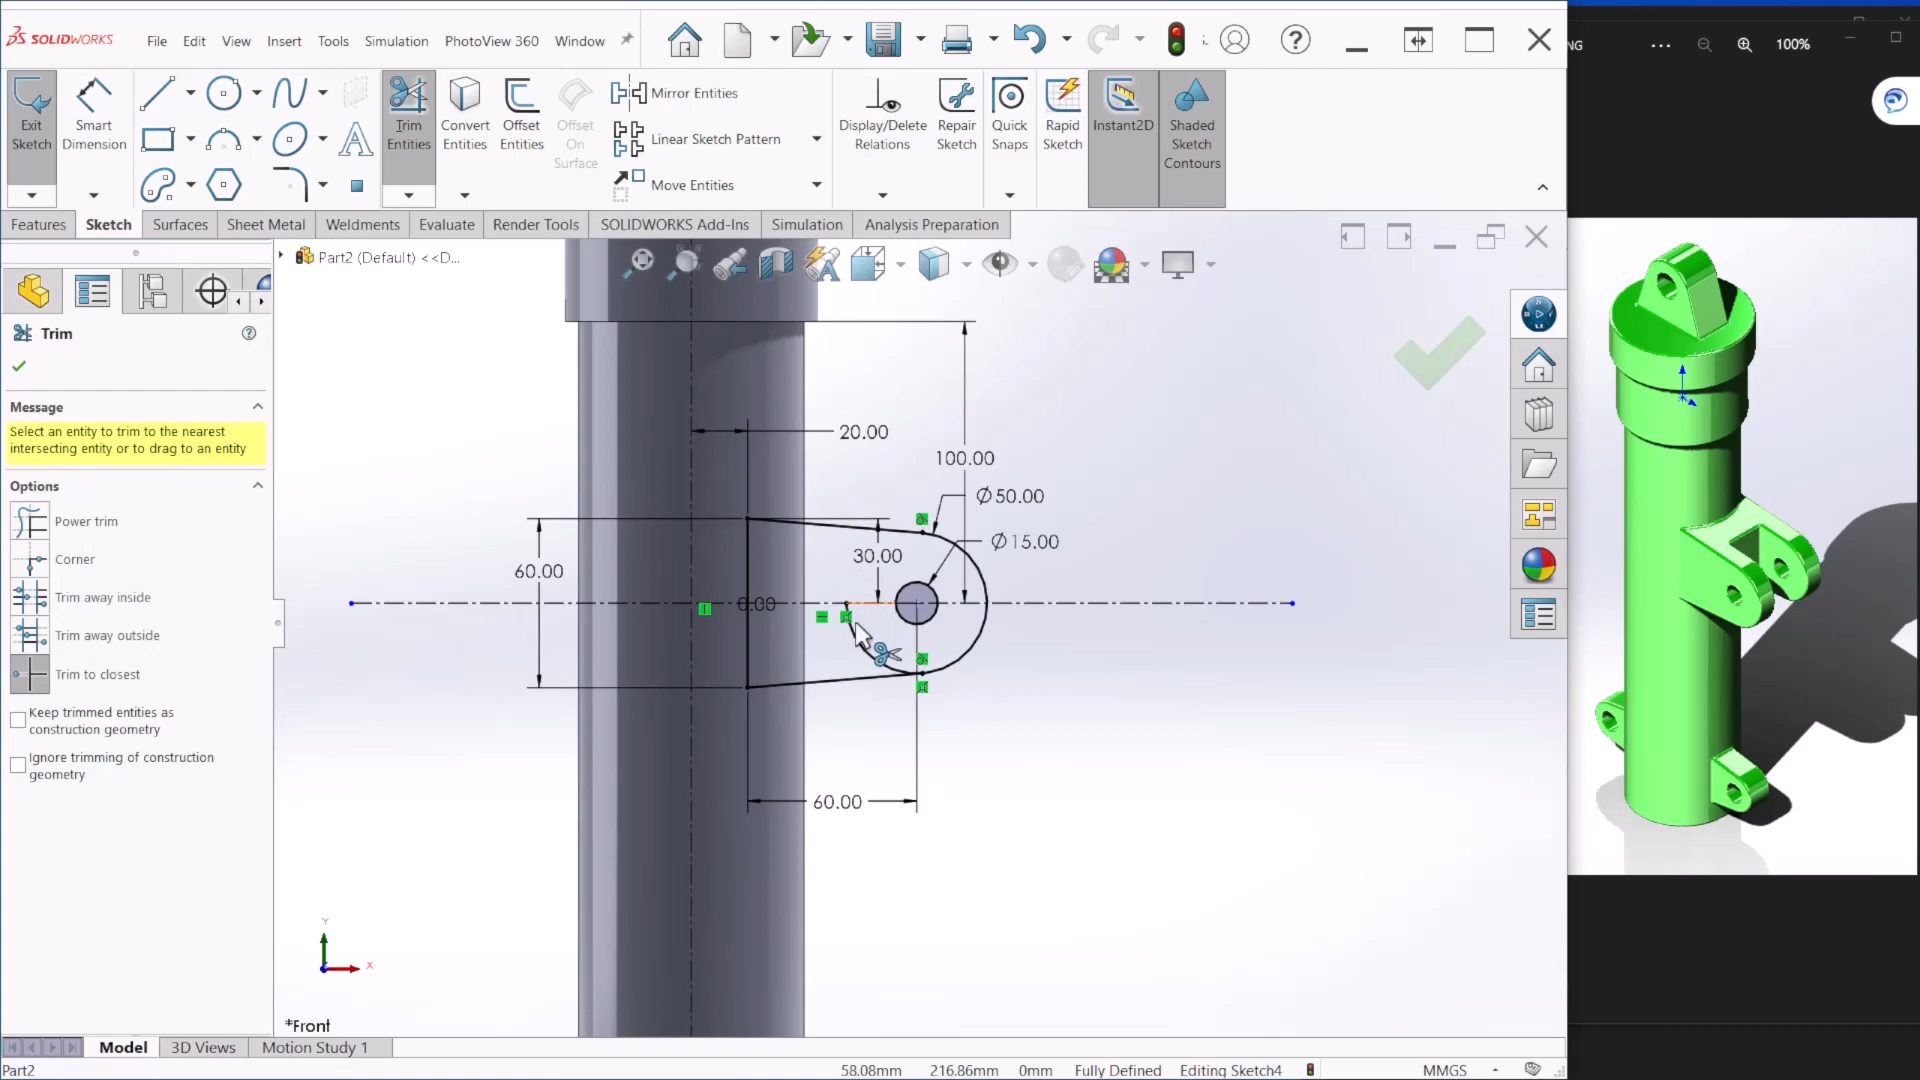 SOLIDWORKS File Edit View Insert Tools Simulation PhotoView 360 Window
NG 100%
Exit Sketch
Smart Dimension
Trim Entities
Convert Entities
Offset Entities
Offset On Surface
Mirror Entities
Linear Sketch Pattern
Move Entities
Display/Delete Relations
Repair Sketch
Quick Snaps
Rapid Sketch
Instant2D
Shaded Sketch Contours
Features Sketch Surfaces Sheet Metal Weldments Evaluate Render Tools SOLIDWORKS Add-Ins Simulation Analysis Preparation
Part2 (Default) <<D...
Trim
Message
Select an entity to trim to the nearest
intersecting entity or to drag to an entity
Options
Power trim
Corner
Trim away inside
Trim away outside
Trim to closest
Keep trimmed entities as
construction geometry
Ignore trimming of construction
geometry
20.00
100.00
Ø50.00
Ø15.00
30.00
60.00
0.00
60.00
Y
X
*Front
Model 3D Views Motion Study 1
Part2 58.08mm 216.86mm 0mm Fully Defined Editing Sketch4 MMGS